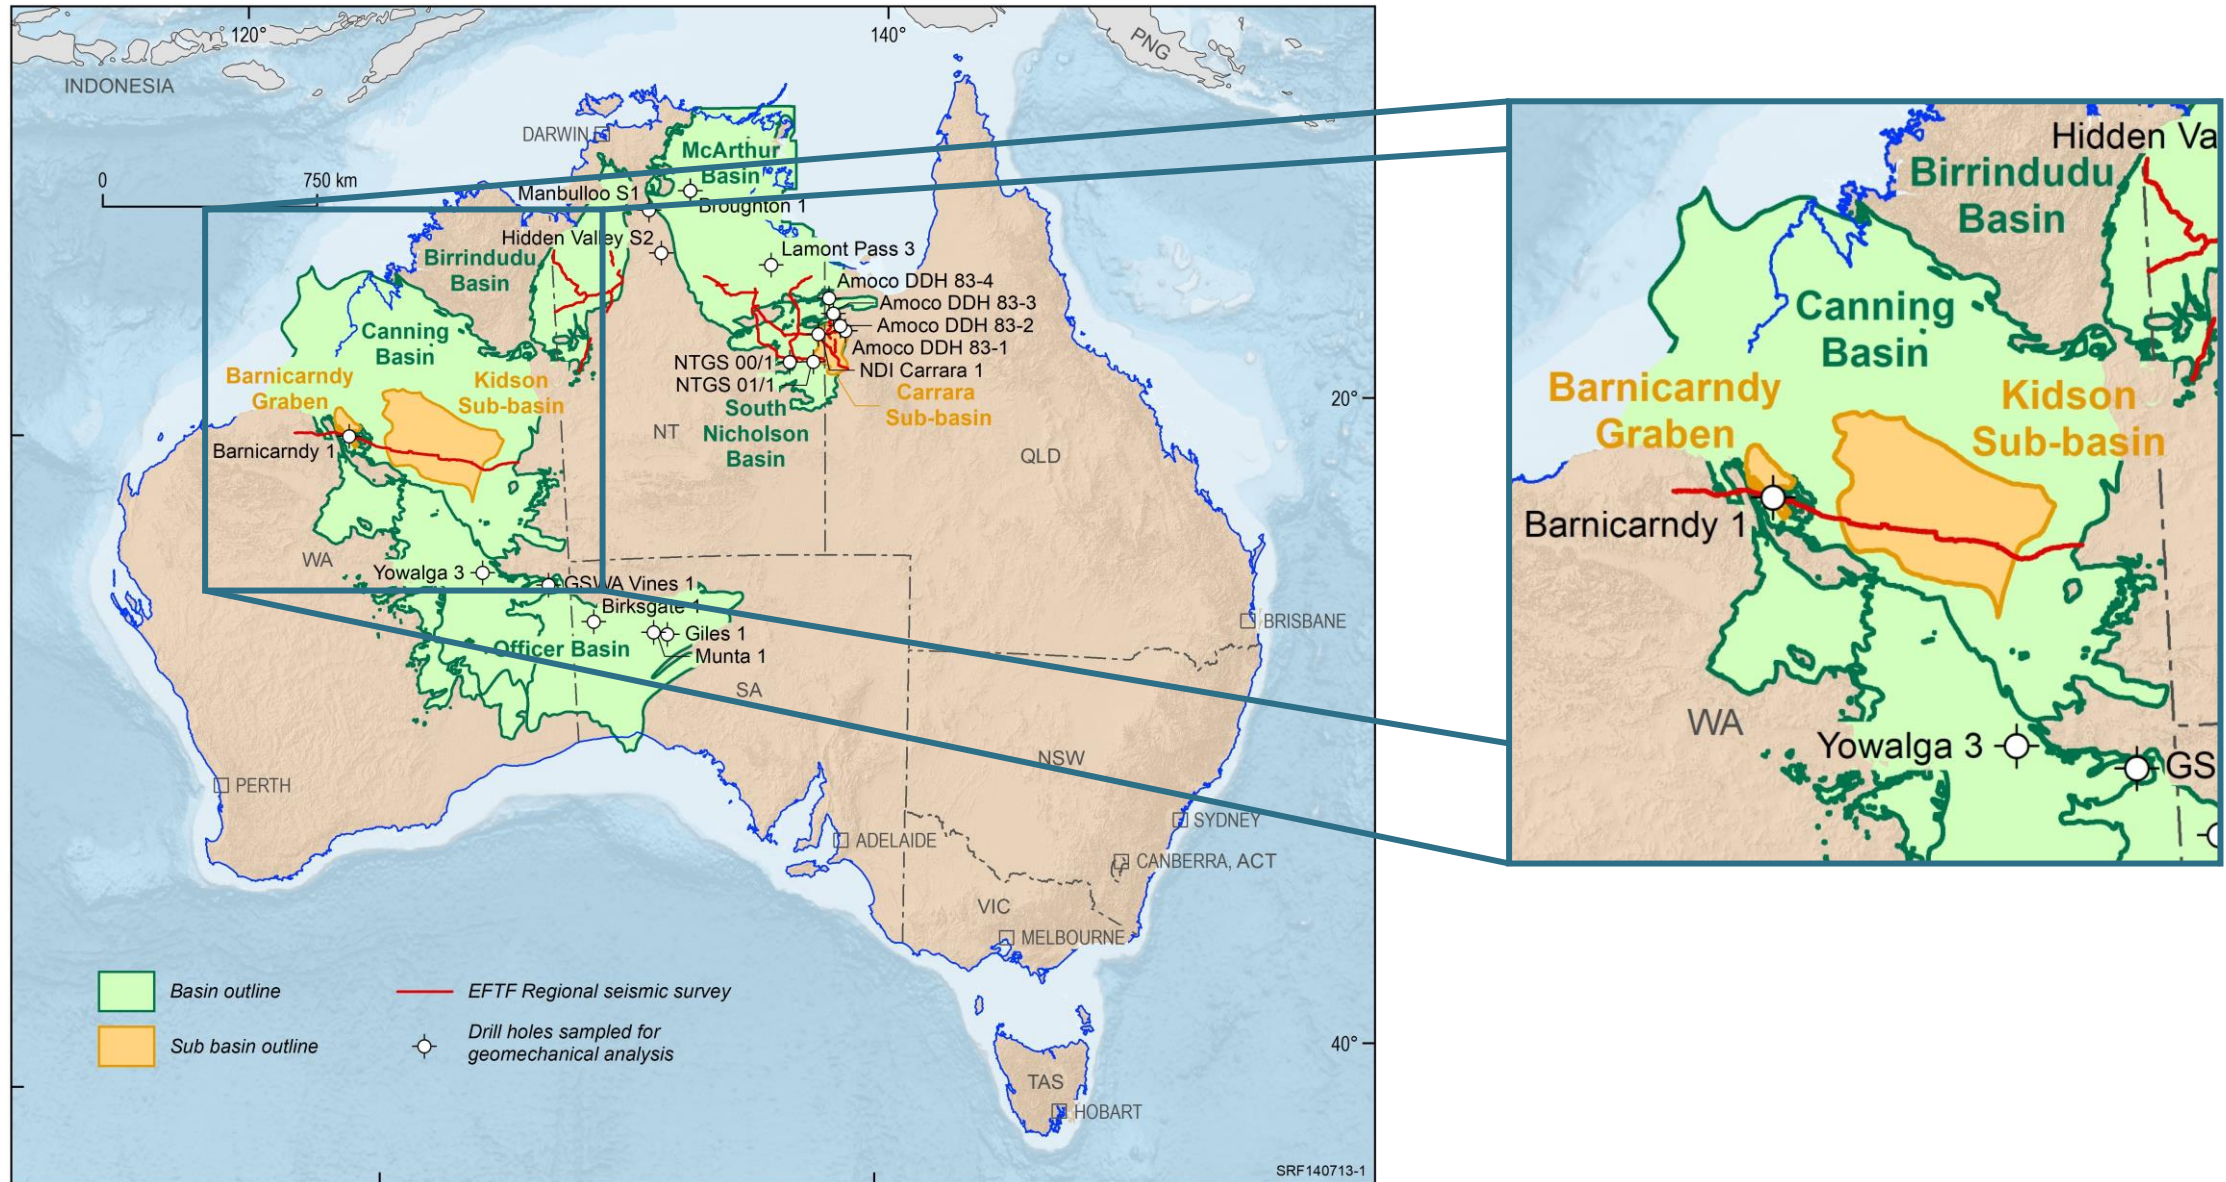 120°
140°
INDONESIA
PNG
DARWIN
McArthur
Basin
0
750 km
Manbulloo S1
Broughton 1
Hidden Valley S2
Birrindudu
Basin
Lamont Pass 3
Amoco DDH 83-4
Amoco DDH 83-3
Amoco DDH 83-2
Amoco DDH 83-1
NDI Carrara 1
Canning
Basin
NTGS 00/1
NTGS 01/1
Barnicarndy
Graben
Kidson
Sub-basin
Carrara
Sub-basin
20°
South
Nicholson
Basin
NT
QLD
Barnicarndy 1
WA
Yowalga 3
GSWA Vines 1
Birksgate 1
Giles 1
Munta 1
Officer Basin
SA
BRISBANE
NSW
PERTH
ADELAIDE
SYDNEY
CANBERRA, ACT
VIC
MELBOURNE
Basin outline
EFTF Regional seismic survey
Sub basin outline
Drill holes sampled for
geomechanical analysis
40°
TAS
HOBART
SRF140713-1
Hidden Va
Birrindudu
Basin
Canning
Basin
Barnicarndy
Graben
Kidson
Sub-basin
Barnicarndy 1
WA
Yowalga 3
GS